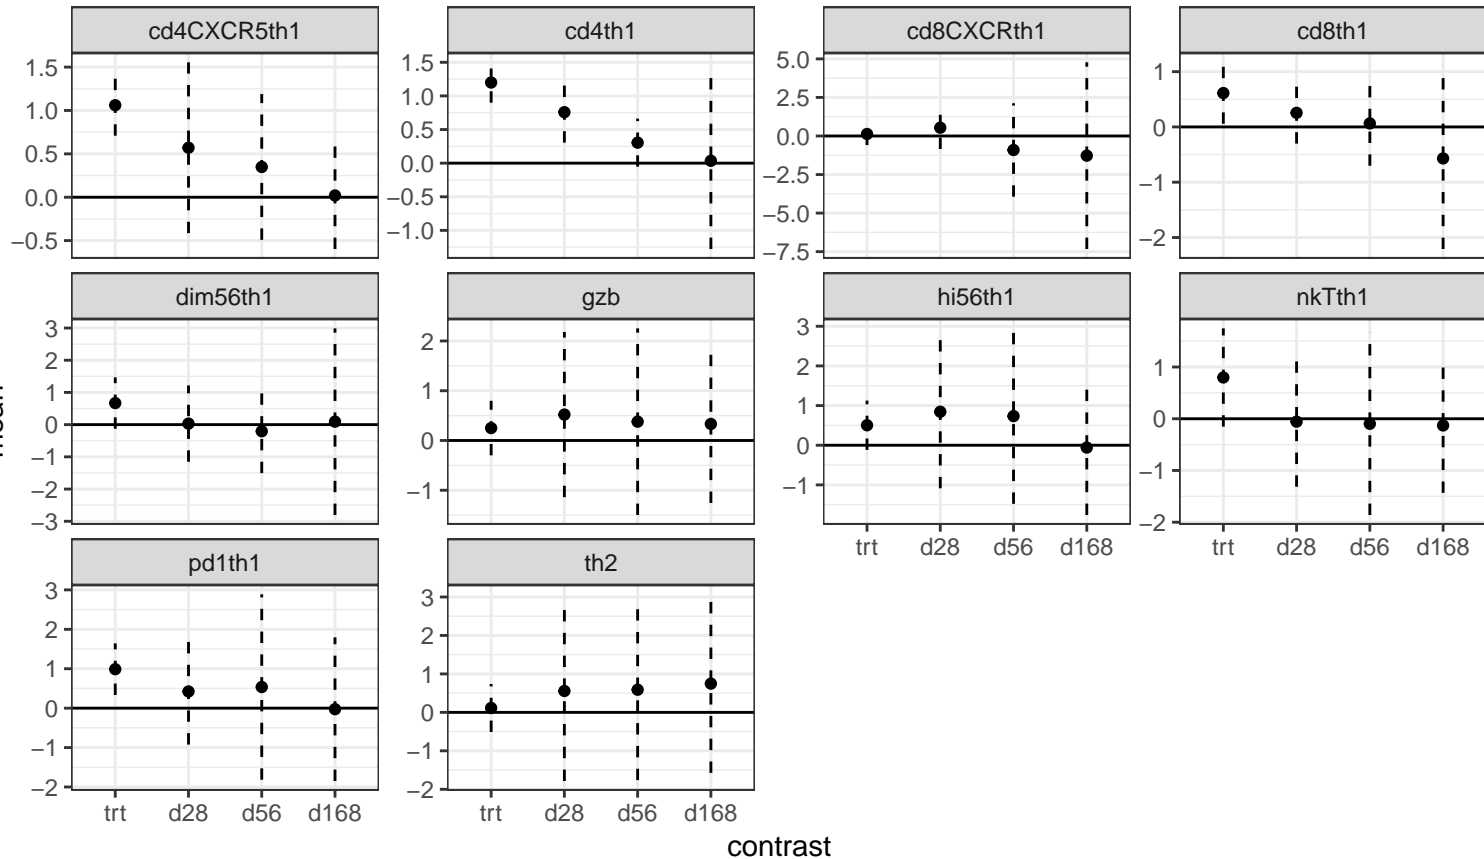 cd4CXCR5th1 cd4th1 cd8CXCRth1 cd8th1
1.5 1.0 0.5 0.0 −0.5
1.5 1.0 0.5 0.0 −0.5 −1.0
5.0 2.5 0.0 −2.5 −5.0 −7.5
1 0 −1 −2
dim56th1 gzb hi56th1 nkTth1
3 2 1 0 −1 −2 −3
2 1 0 −1
3 2 1 0 −1
1 0 −1 −2
trt d28 d56 d168 trt d28 d56 d168
pd1th1 th2
3 2 1 0 −1 −2
3 2 1 0 −1 −2
trt d28 d56 d168 trt d28 d56 d168
contrast